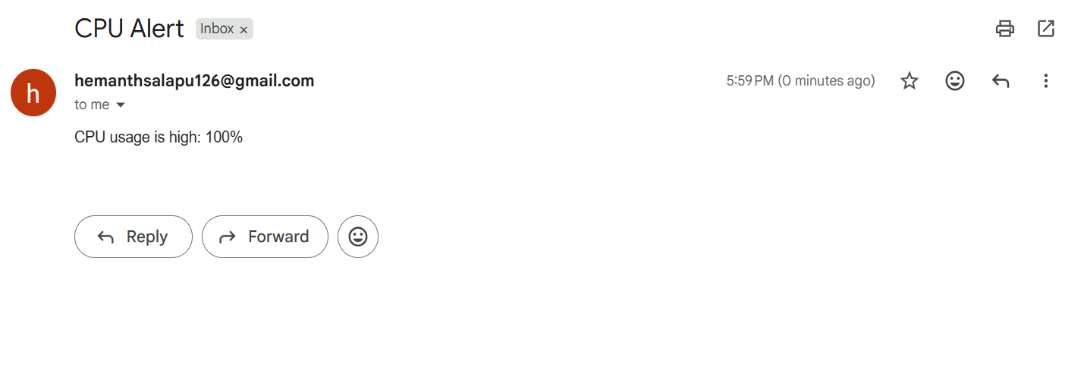 CPU Alert Inbox x
h
hemanthsalapu126@gmail.com 5:59 PM (0 minutes ago)
to me
CPU usage is high: 100%
Reply Forward